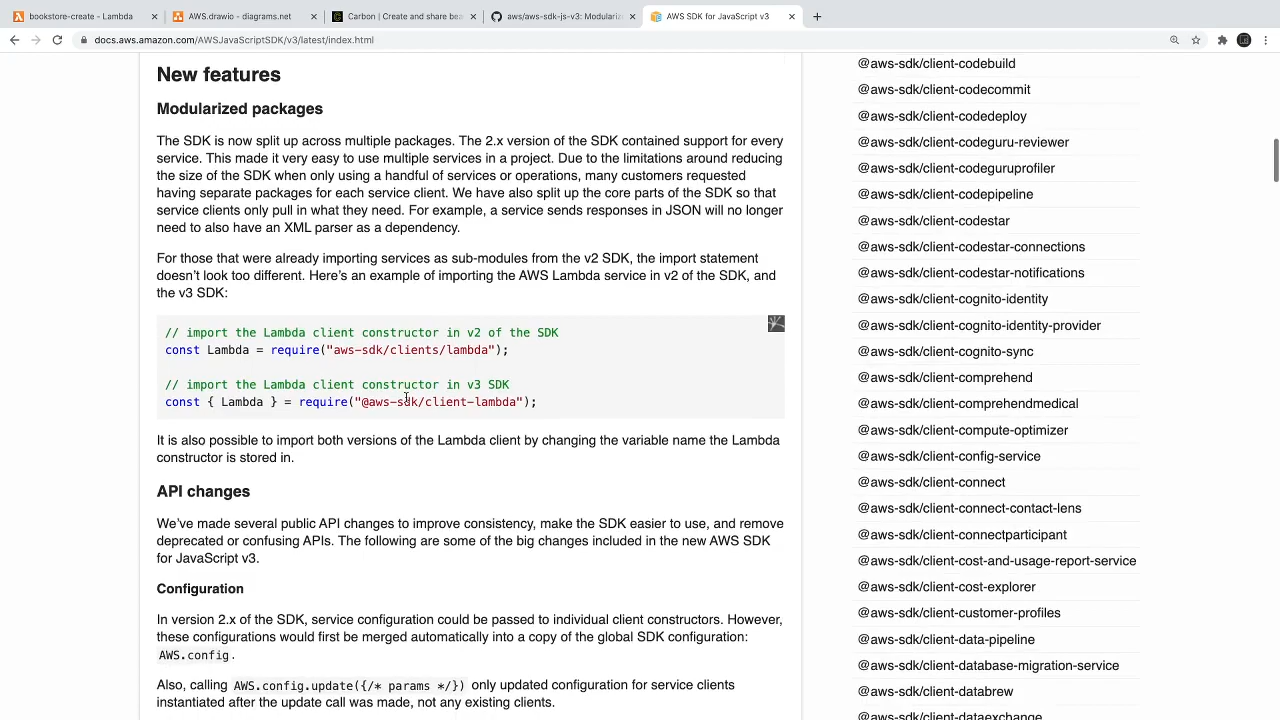 bookstore-create - Lambda
AWS.drawio - diagrams.net
Carbon | Create and share bea
aws/aws-sdk-js-v3: Modulariz
AWS SDK for JavaScript v3
docs.aws.amazon.com/AWSJavaScriptSDK/v3/latest/index.html
New features
Modularized packages
The SDK is now split up across multiple packages. The 2.x version of the SDK contained support for every
service. This made it very easy to use multiple services in a project. Due to the limitations around reducing
the size of the SDK when only using a handful of services or operations, many customers requested
having separate packages for each service client. We have also split up the core parts of the SDK so that
service clients only pull in what they need. For example, a service sends responses in JSON will no longer
need to also have an XML parser as a dependency.
For those that were already importing services as sub-modules from the v2 SDK, the import statement
doesn't look too different. Here's an example of importing the AWS Lambda service in v2 of the SDK, and
the v3 SDK:
// import the Lambda client constructor in v2 of the SDK
const Lambda = require("aws-sdk/clients/lambda");
// import the Lambda client constructor in v3 SDK
const { Lambda } = require("@aws-sdk/client-lambda");
It is also possible to import both versions of the Lambda client by changing the variable name the Lambda
constructor is stored in.
API changes
We've made several public API changes to improve consistency, make the SDK easier to use, and remove
deprecated or confusing APIs. The following are some of the big changes included in the new AWS SDK
for JavaScript v3.
Configuration
In version 2.x of the SDK, service configuration could be passed to individual client constructors. However,
these configurations would first be merged automatically into a copy of the global SDK configuration:
AWS.config.
Also, calling AWS.config.update({/* params */}) only updated configuration for service clients
instantiated after the update call was made, not any existing clients.
@aws-sdk/client-codebuild
@aws-sdk/client-codecommit
@aws-sdk/client-codedeploy
@aws-sdk/client-codeguru-reviewer
@aws-sdk/client-codeguruprofiler
@aws-sdk/client-codepipeline
@aws-sdk/client-codestar
@aws-sdk/client-codestar-connections
@aws-sdk/client-codestar-notifications
@aws-sdk/client-cognito-identity
@aws-sdk/client-cognito-identity-provider
@aws-sdk/client-cognito-sync
@aws-sdk/client-comprehend
@aws-sdk/client-comprehendmedical
@aws-sdk/client-compute-optimizer
@aws-sdk/client-config-service
@aws-sdk/client-connect
@aws-sdk/client-connect-contact-lens
@aws-sdk/client-connectparticipant
@aws-sdk/client-cost-and-usage-report-service
@aws-sdk/client-cost-explorer
@aws-sdk/client-customer-profiles
@aws-sdk/client-data-pipeline
@aws-sdk/client-database-migration-service
@aws-sdk/client-databrew
@aws-sdk/client-dataexchange